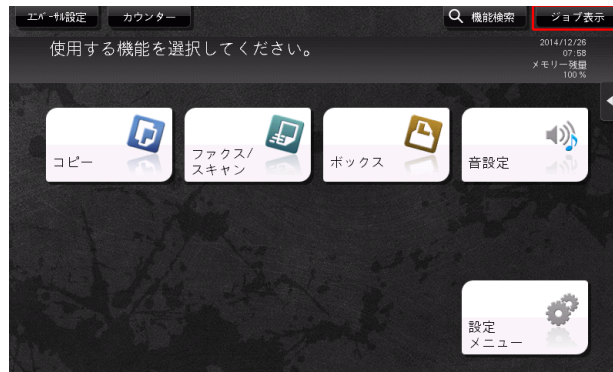 ユニバーサル設定
カウンター
機能検索
ジョブ表示
使用する機能を選択してください。
2014/12/26
07:58
メモリー残量
100 %
コピー
ファクス/
スキャン
ボックス
音設定
設定
メニュー